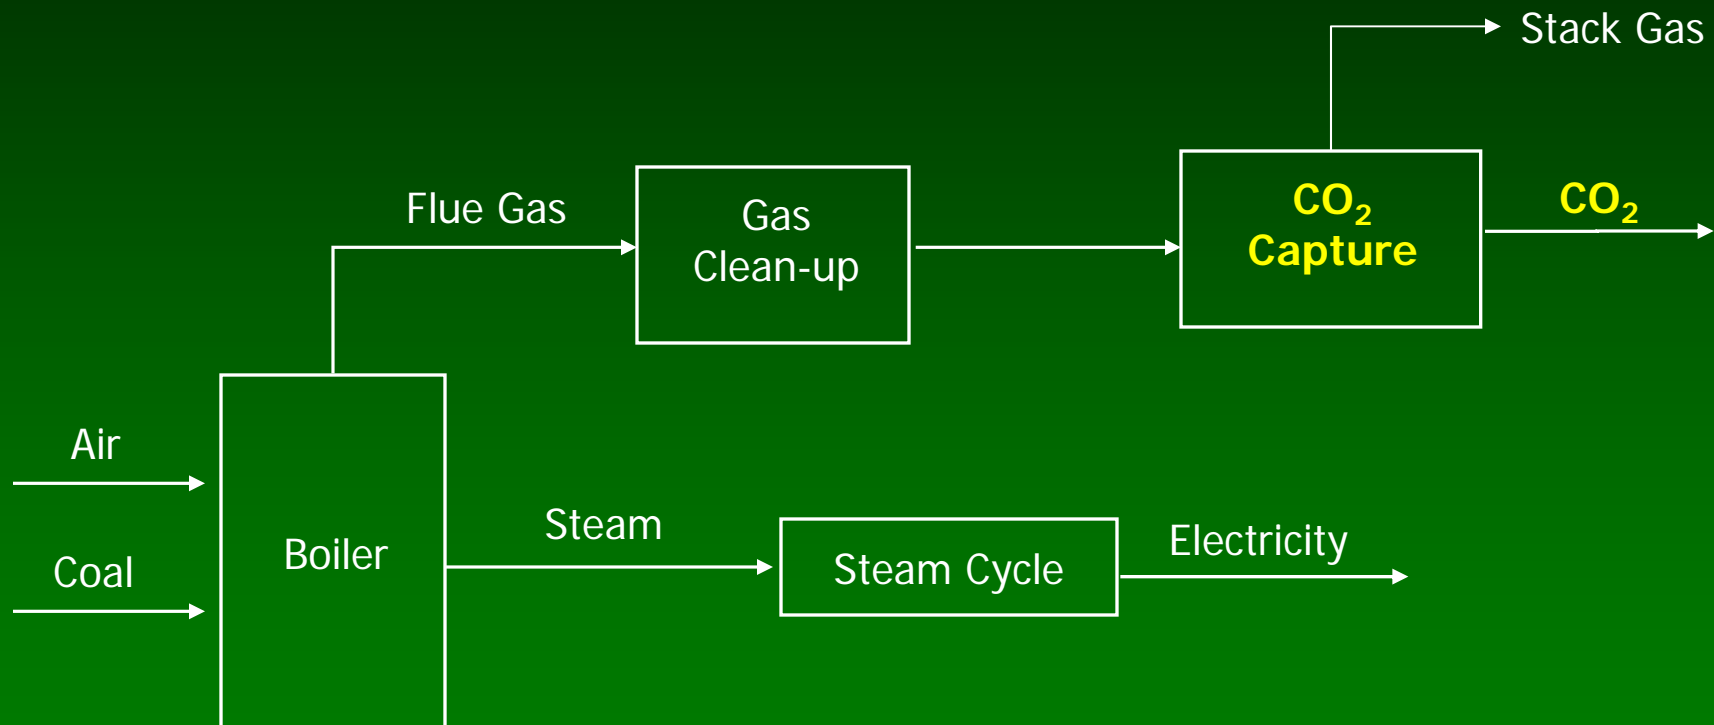 Stack Gas
Flue Gas
Gas
Clean-up
CO₂
Capture
CO₂
Air
Coal
Boiler
Steam
Steam Cycle
Electricity